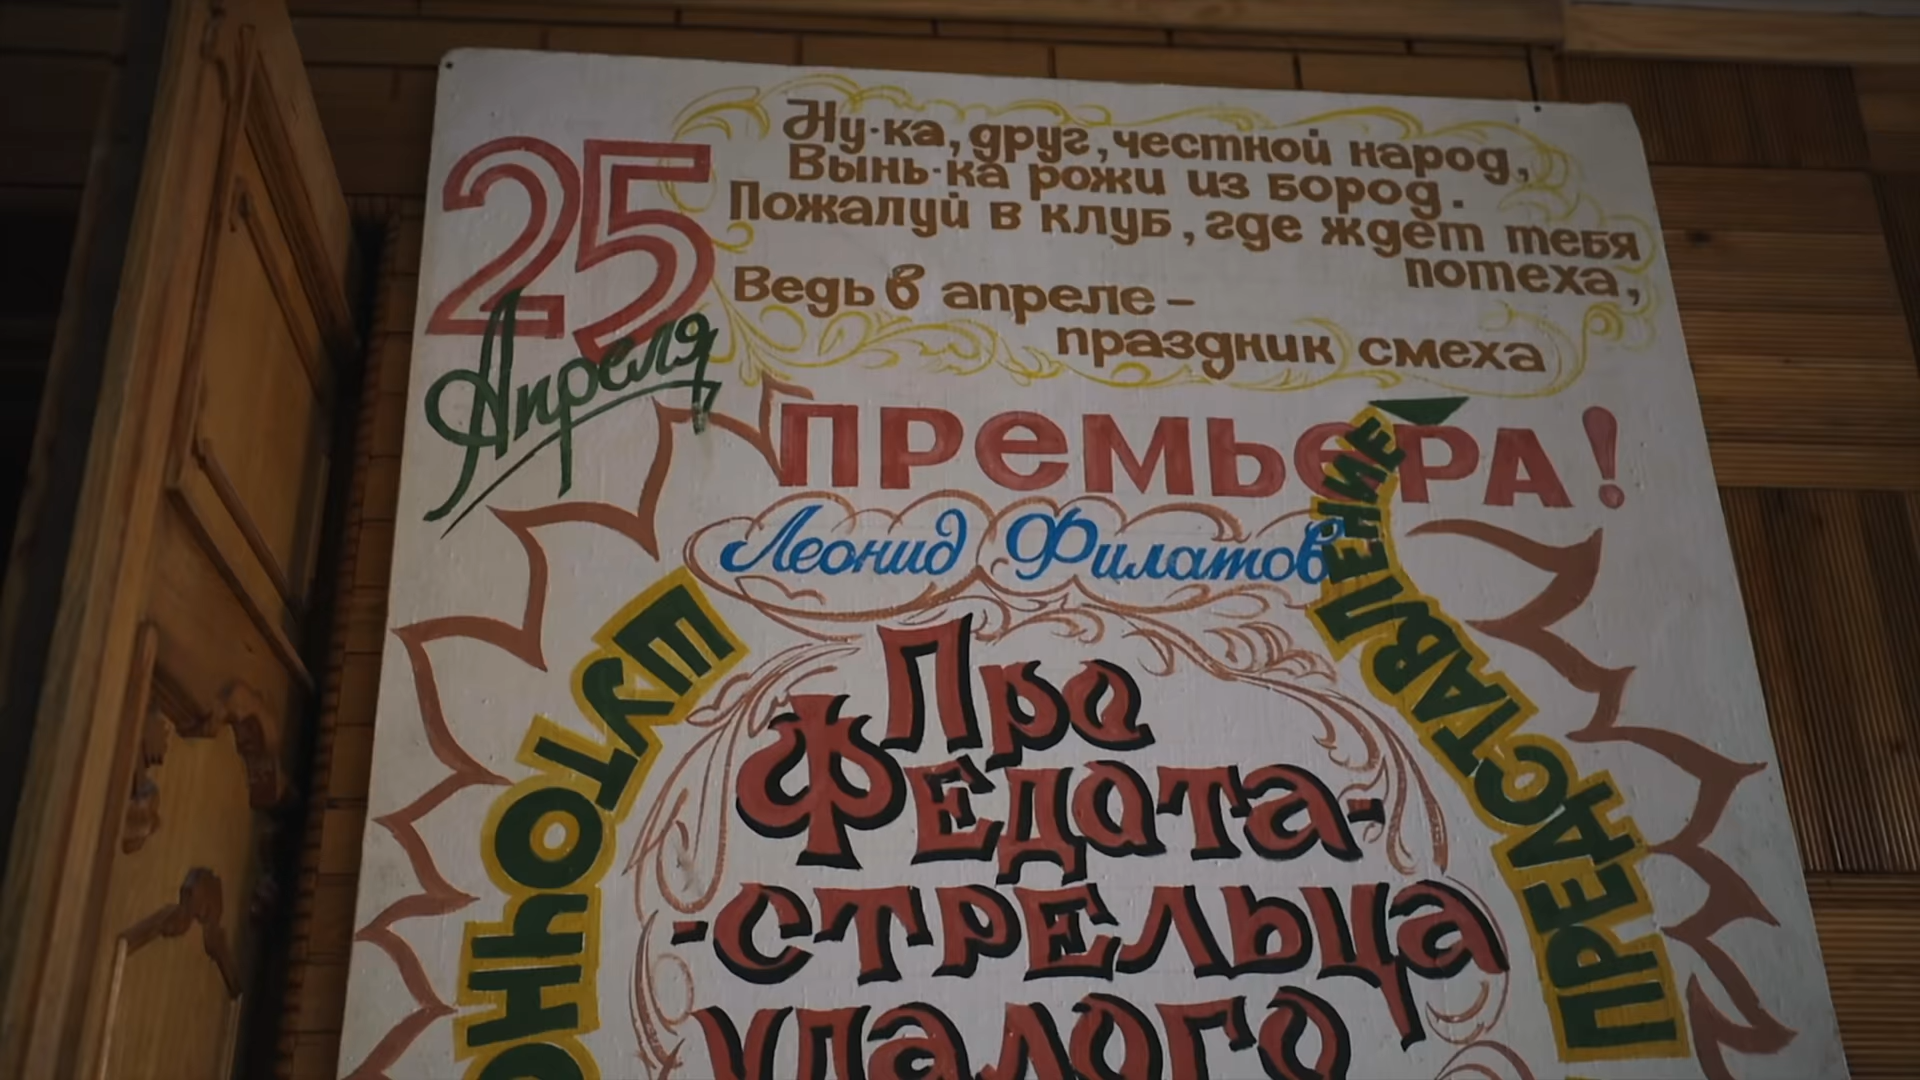 25
Апреля
Ну-ка, друг, честной народ,
Вынь-ка рожи из бород.
Пожалуй в клуб, где ждет тебя
потеха,
Ведь в апреле –
праздник смеха
ПРЕМЬЕРА!
Леонид Филатов
Про
Федота-
-стрельца
удалого
ПРЕДСТАВЛЕНИЕ